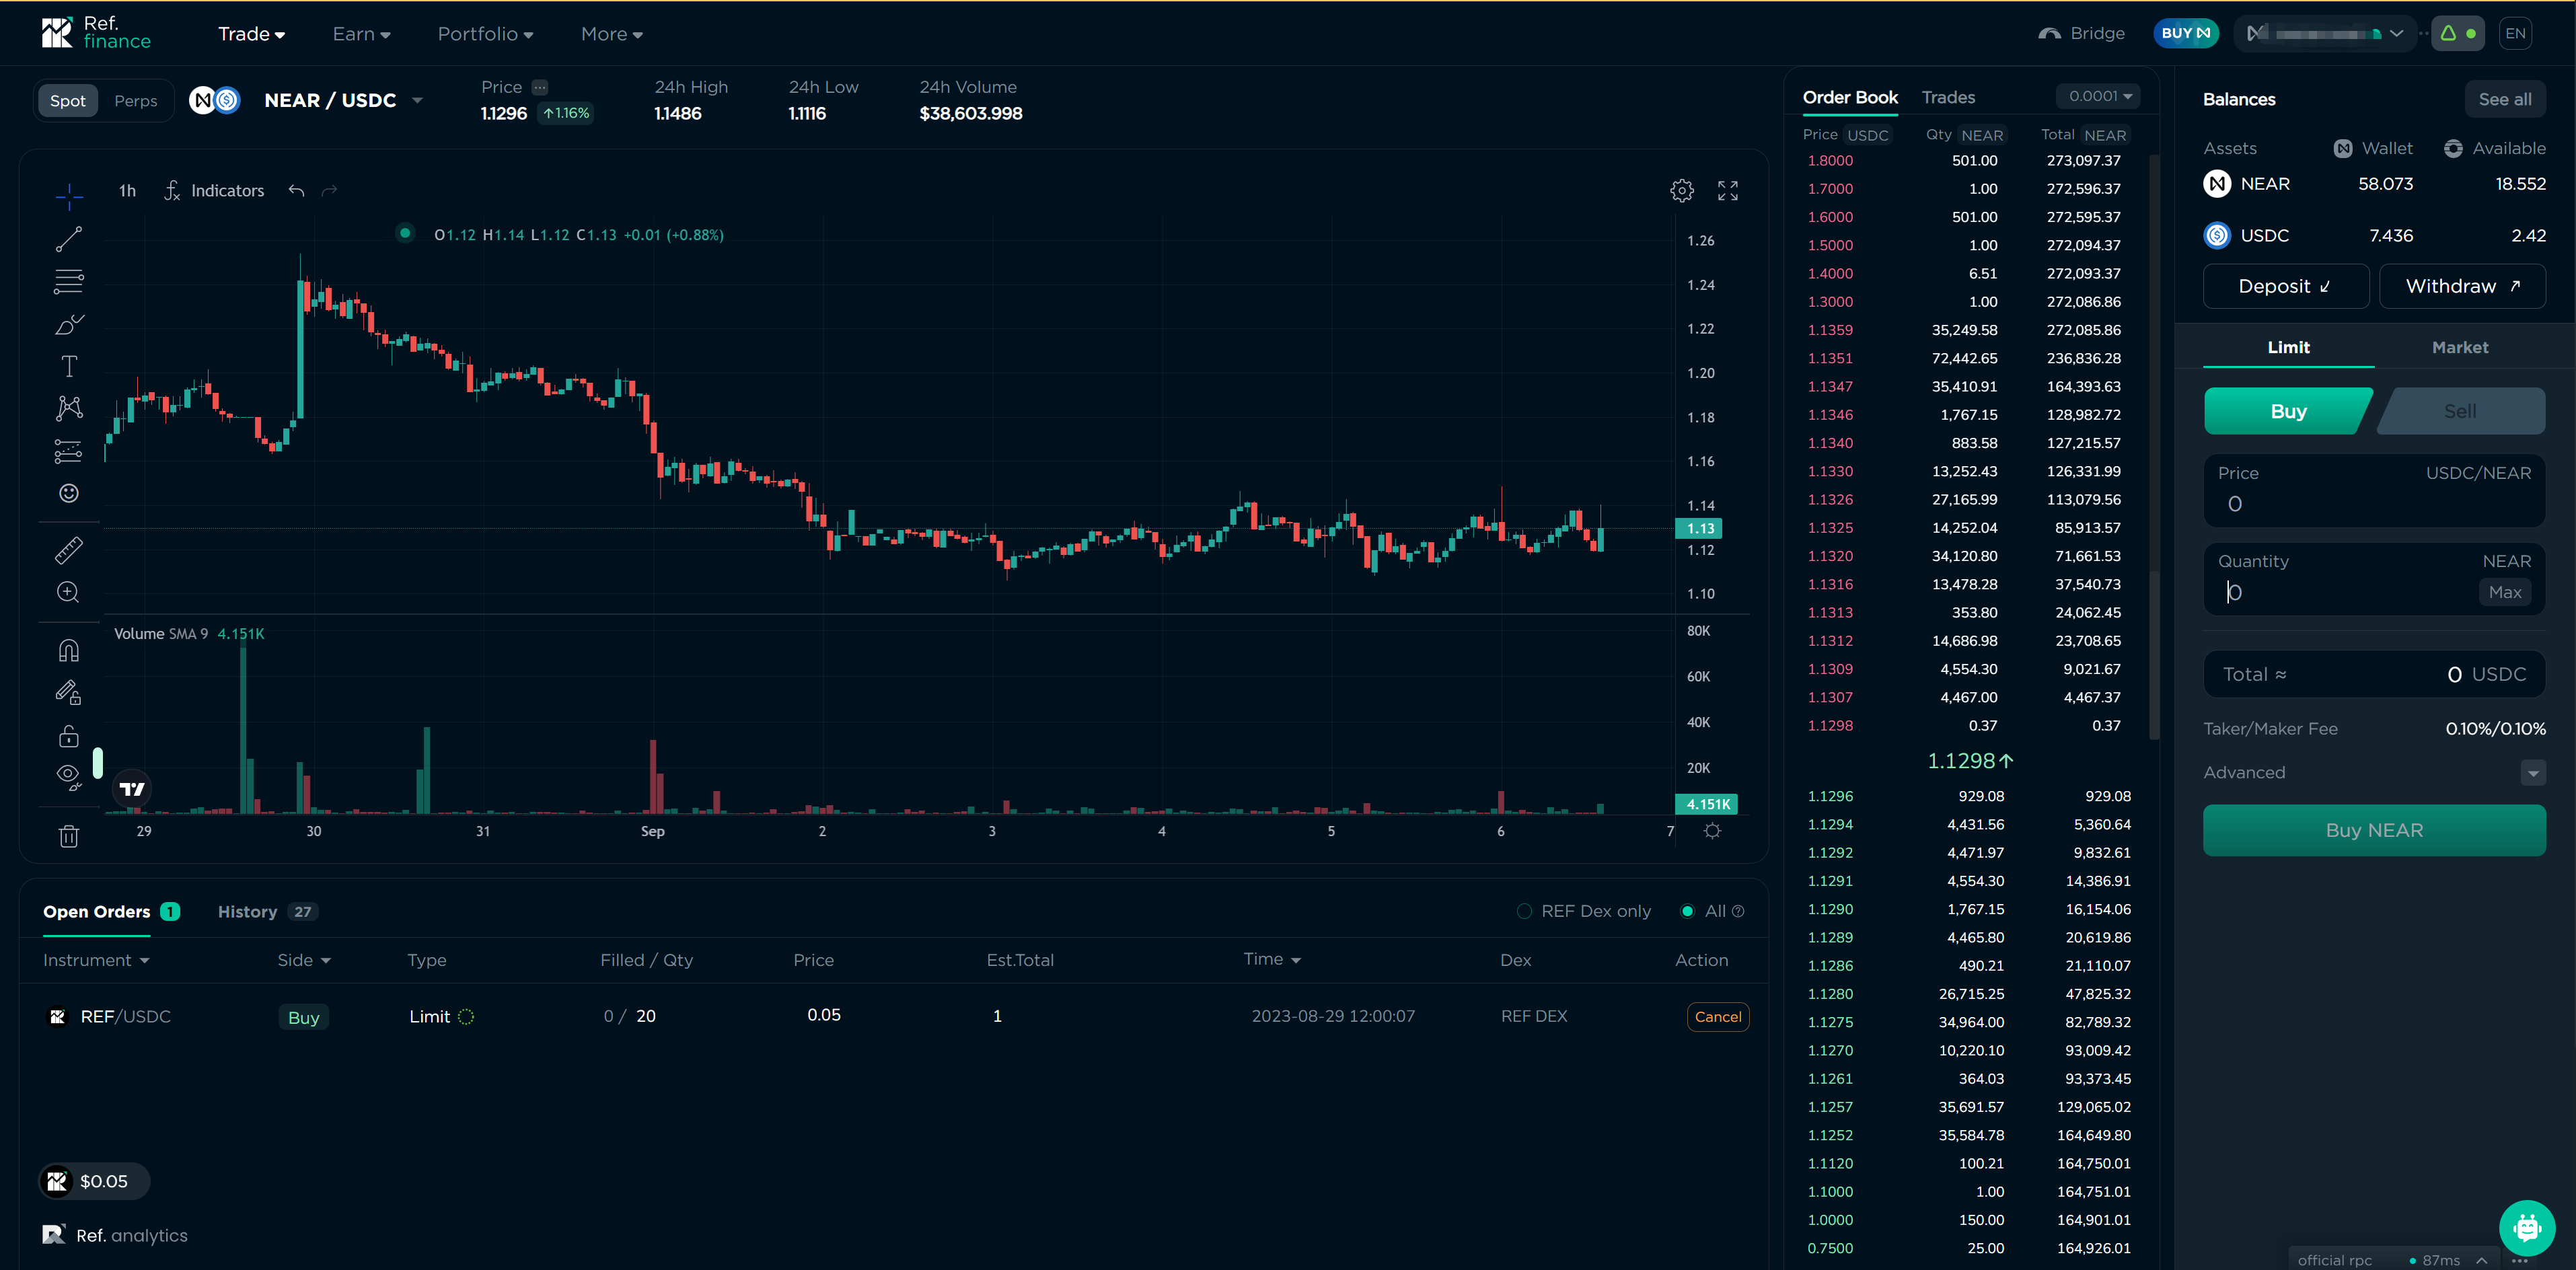 Ref.
finance
Trade
Earn
Portfolio
More
Bridge
BUY
EN
Spot
Perps
NEAR / USDC
Price
1.1296 ↑1.16%
24h High
1.1486
24h Low
1.1116
24h Volume
$38,603.998
1h
Indicators
O1.12 H1.14 L1.12 C1.13 +0.01 (+0.88%)
1.26
1.24
1.22
1.20
1.18
1.16
1.14
1.13
1.12
1.10
Volume SMA 9 4.151K
80K
60K
40K
20K
4.151K
29 30 31 Sep 2 3 4 5 6 7
Open Orders 1
History 27
REF Dex only
All
Instrument Side Type Filled / Qty Price Est.Total Time Dex Action
REF/USDC Buy Limit 0 / 20 0.05 1 2023-08-29 12:00:07 REF DEX Cancel
$0.05
Ref. analytics
Order Book
Trades
0.0001
Price USDC Qty NEAR Total NEAR
1.8000 501.00 273,097.37
1.7000 1.00 272,596.37
1.6000 501.00 272,595.37
1.5000 1.00 272,094.37
1.4000 6.51 272,093.37
1.3000 1.00 272,086.86
1.1359 35,249.58 272,085.86
1.1351 72,442.65 236,836.28
1.1347 35,410.91 164,393.63
1.1346 1,767.15 128,982.72
1.1340 883.58 127,215.57
1.1330 13,252.43 126,331.99
1.1326 27,165.99 113,079.56
1.1325 14,252.04 85,913.57
1.1320 34,120.80 71,661.53
1.1316 13,478.28 37,540.73
1.1313 353.80 24,062.45
1.1312 14,686.98 23,708.65
1.1309 4,554.30 9,021.67
1.1307 4,467.00 4,467.37
1.1298 0.37 0.37
1.1298↑
1.1296 929.08 929.08
1.1294 4,431.56 5,360.64
1.1292 4,471.97 9,832.61
1.1291 4,554.30 14,386.91
1.1290 1,767.15 16,154.06
1.1289 4,465.80 20,619.86
1.1286 490.21 21,110.07
1.1280 26,715.25 47,825.32
1.1275 34,964.00 82,789.32
1.1270 10,220.10 93,009.42
1.1261 364.03 93,373.45
1.1257 35,691.57 129,065.02
1.1252 35,584.78 164,649.80
1.1120 100.21 164,750.01
1.1000 1.00 164,751.01
1.0000 150.00 164,901.01
0.7500 25.00 164,926.01
Balances
See all
Assets Wallet Available
NEAR 58.073 18.552
USDC 7.436 2.42
Deposit
Withdraw
Limit
Market
Buy
Sell
Price USDC/NEAR
0
Quantity NEAR
0 Max
Total ≈ 0 USDC
Taker/Maker Fee 0.10%/0.10%
Advanced
Buy NEAR
official rpc 87ms